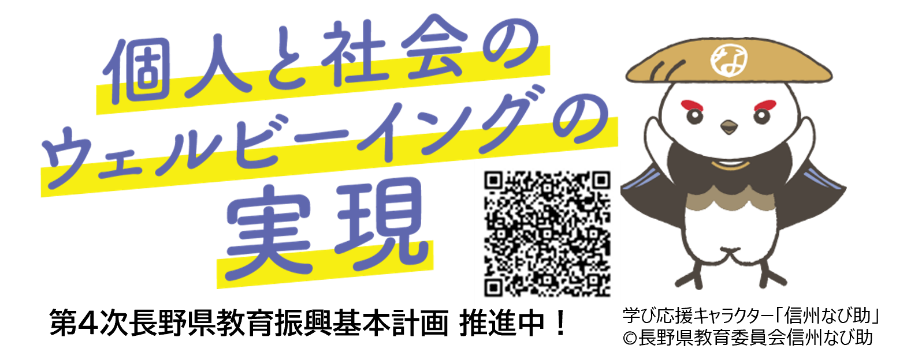 個人と社会の
ウェルビーイングの
実現
第4次長野県教育振興基本計画 推進中！
な
学び応援キャラクター「信州なび助」
©長野県教育委員会信州なび助